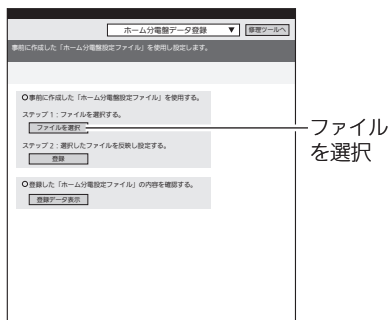 ホーム分電盤データ登録 ▼ 修理ツールへ
事前に作成した「ホーム分電盤設定ファイル」を使用し設定します。
事前に作成した「ホーム分電盤設定ファイル」を使用する。
ステップ1:ファイルを選択する。
ファイルを選択
ファイル
を選択
ステップ2:選択したファイルを反映し設定する。
登録
登録した「ホーム分電設定ファイル」の内容を確認する。
登録データ表示